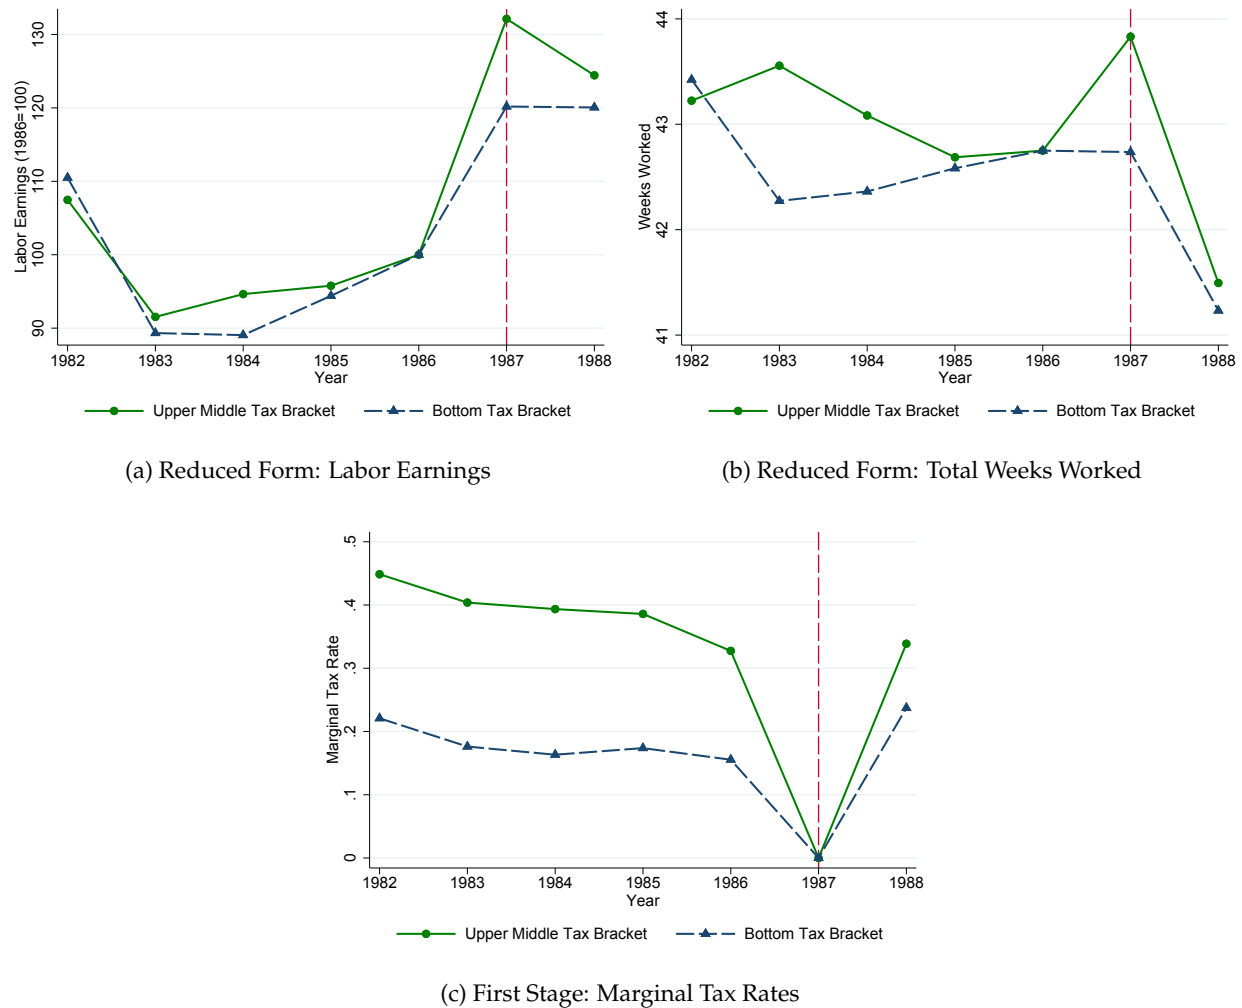 Labor Earnings (1986=100)
130
120
110
100
90
1982 1983 1984 1985 1986 1987 1988
Year
Upper Middle Tax Bracket Bottom Tax Bracket
(a) Reduced Form: Labor Earnings
Weeks Worked
44
43
42
41
1982 1983 1984 1985 1986 1987 1988
Year
Upper Middle Tax Bracket Bottom Tax Bracket
(b) Reduced Form: Total Weeks Worked
Marginal Tax Rate
.5
.4
.3
.2
.1
0
1982 1983 1984 1985 1986 1987 1988
Year
Upper Middle Tax Bracket Bottom Tax Bracket
(c) First Stage: Marginal Tax Rates